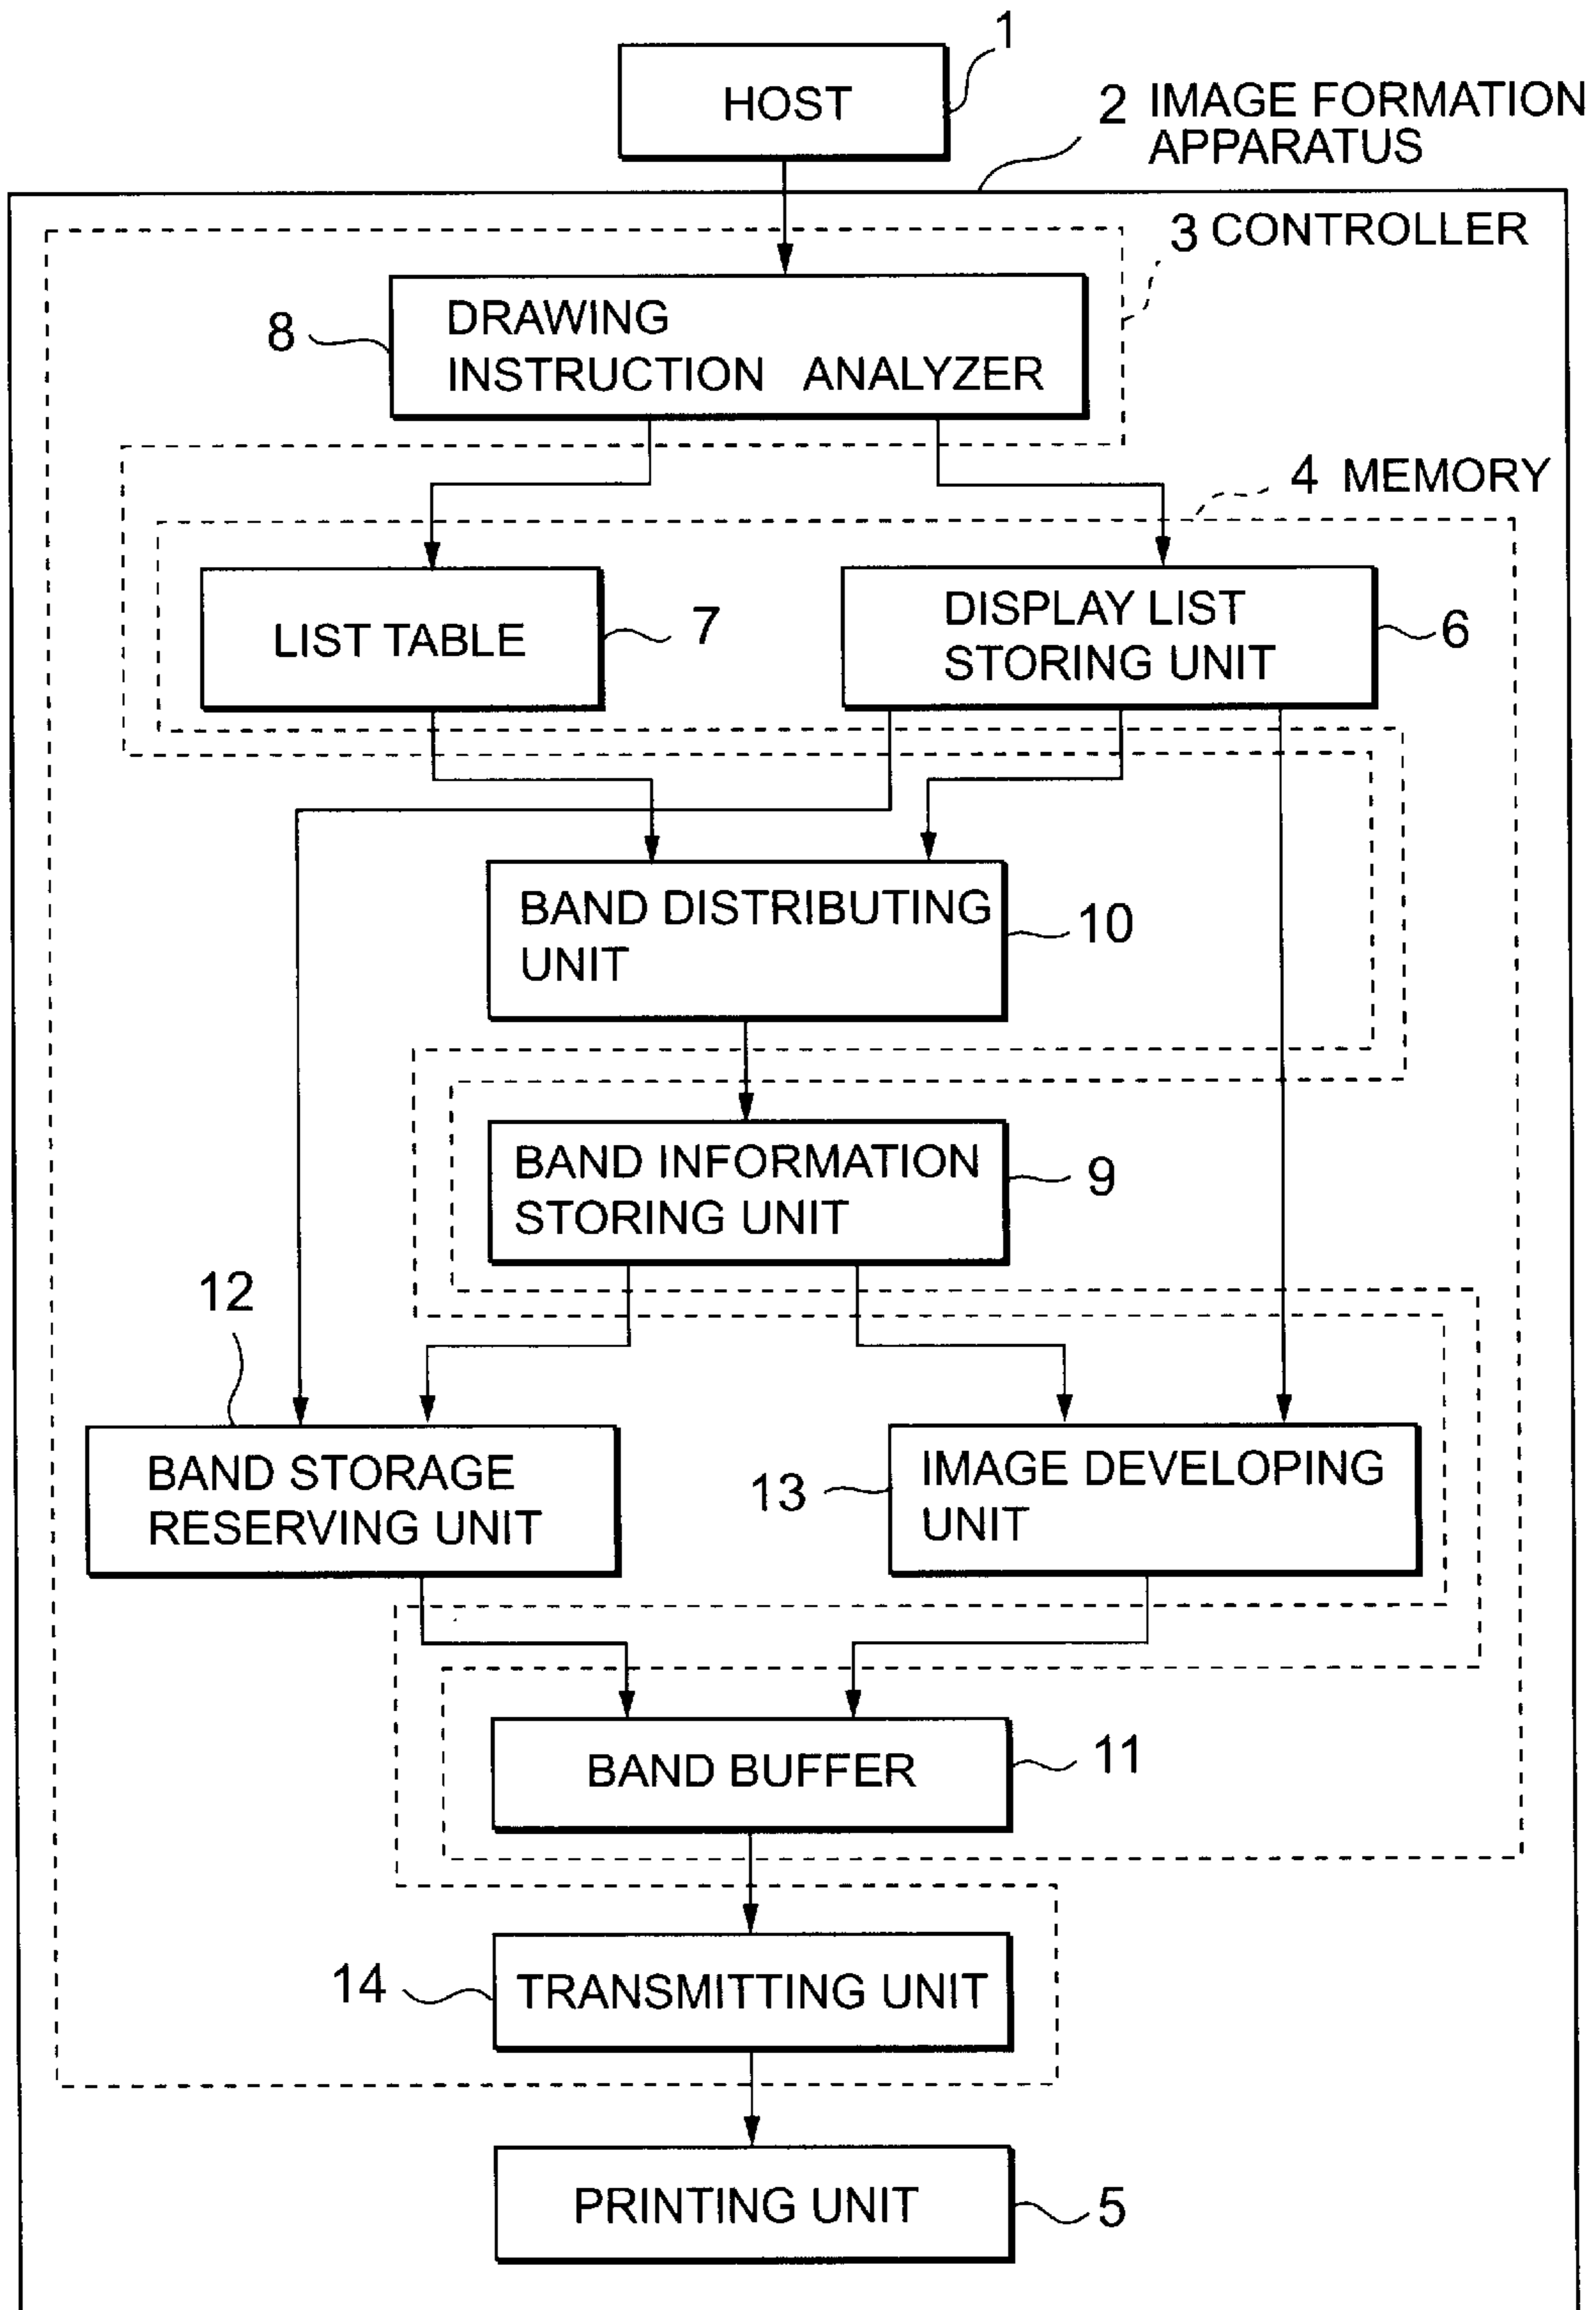 1
HOST
2 IMAGE FORMATION
APPARATUS
3 CONTROLLER
8
DRAWING
INSTRUCTION ANALYZER
4 MEMORY
LIST TABLE
7
DISPLAY LIST
STORING UNIT
6
BAND DISTRIBUTING
UNIT
10
BAND INFORMATION
STORING UNIT
9
12
BAND STORAGE
RESERVING UNIT
13
IMAGE DEVELOPING
UNIT
BAND BUFFER
11
14
TRANSMITTING UNIT
PRINTING UNIT
5